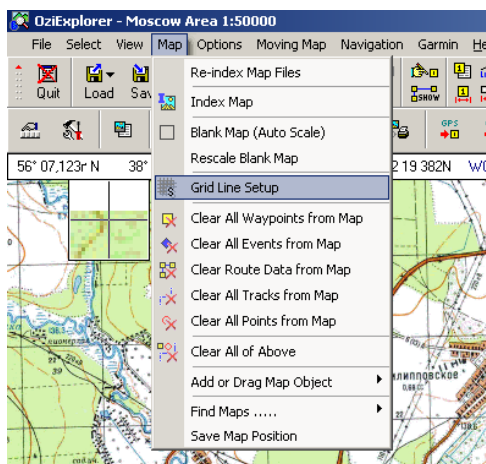 OziExplorer - Moscow Area 1:50000
File Select View Map Options Moving Map Navigation Garmin
Quit Load
SHOW
GPS
56° 07,123r N 38°
2 19 382N
Re-index Map Files
Index Map
Blank Map (Auto Scale)
Rescale Blank Map
Grid Line Setup
Clear All Waypoints from Map
Clear All Events from Map
Clear Route Data from Map
Clear All Tracks from Map
Clear All Points from Map
Clear All of Above
Add or Drag Map Object
Find Maps .....
Save Map Position